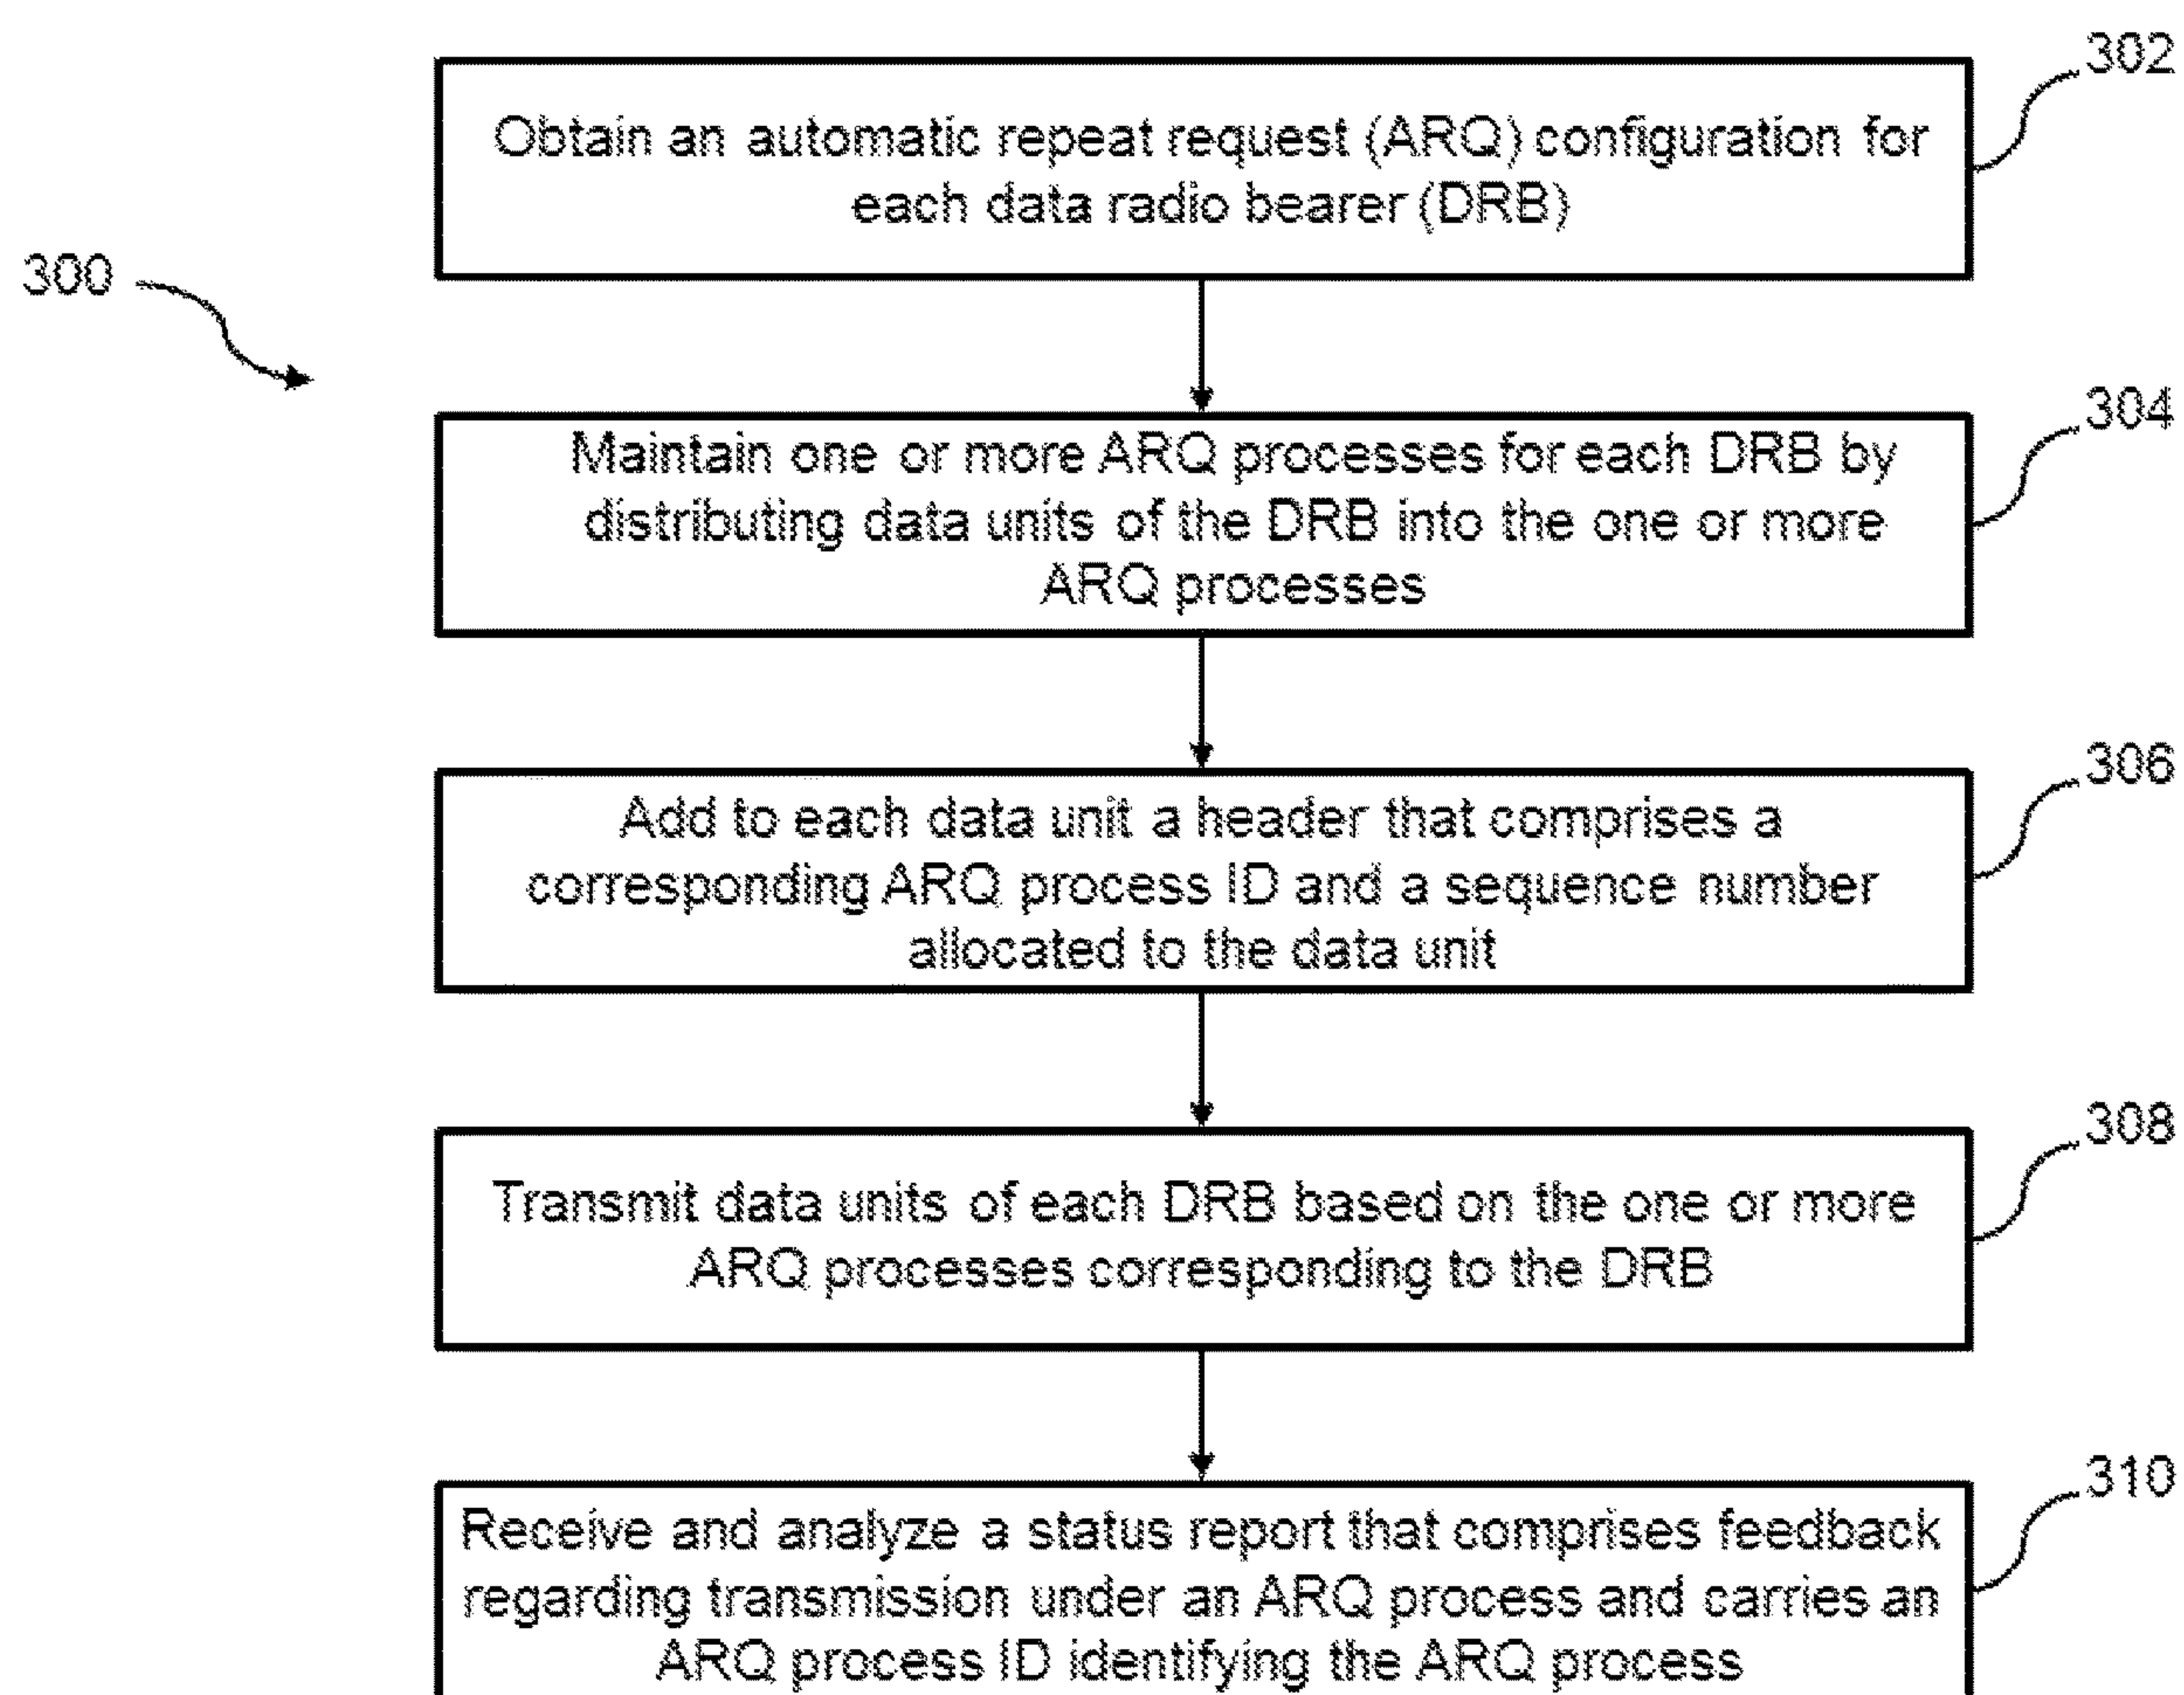 302
Obtain an automatic repeat request (ARQ) configuration for
each data radio bearer (DRB)
300
304
Maintain one or more ARQ processes for each DRB by
distributing data units of the DRB into the one or more
ARQ processes
306
Add to each data unit a header that comprises a
corresponding ARQ process ID and a sequence number
allocated to the data unit
308
Transmit data units of each DRB based on the one or more
ARQ processes corresponding to the DRB
310
Receive and analyze a status report that comprises feedback
regarding transmission under an ARQ process and carries an
ARQ process ID identifying the ARQ process